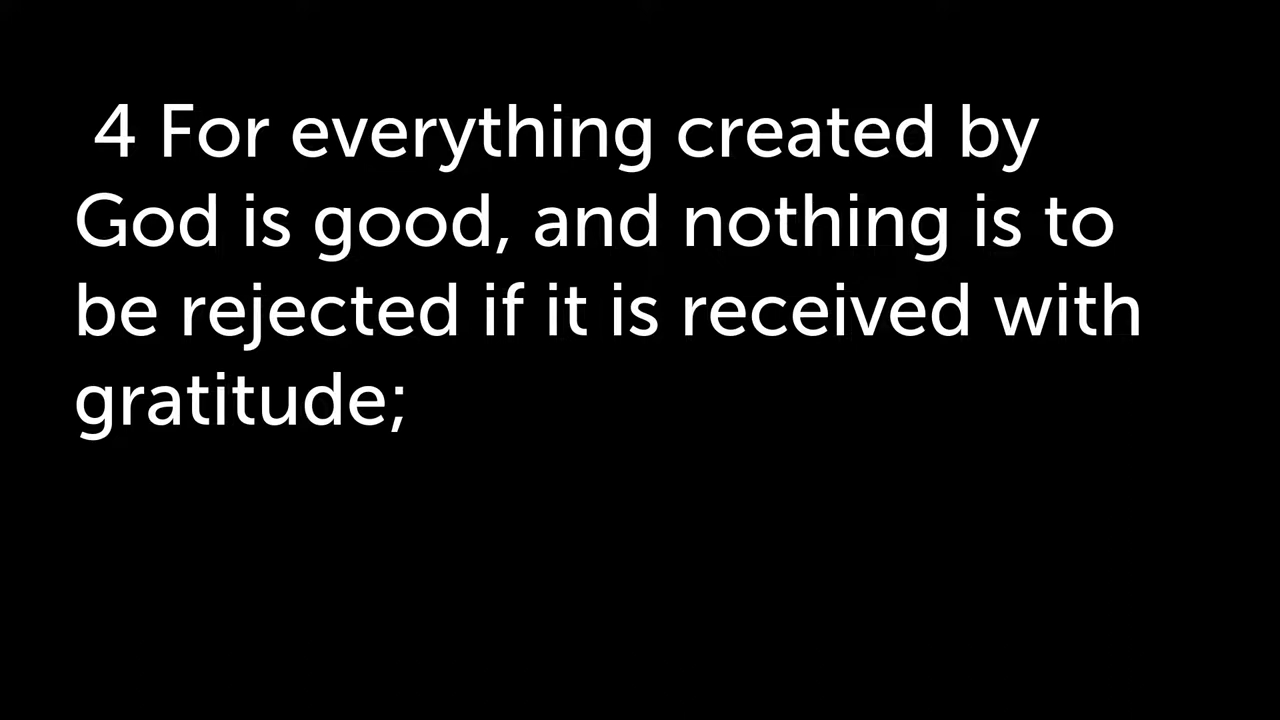 4 For everything created by
God is good, and nothing is to
be rejected if it is received with
gratitude;